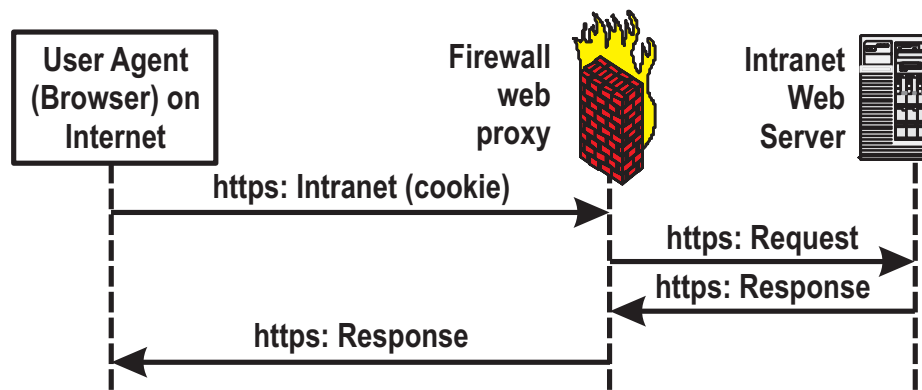 User Agent
(Browser) on
Internet
Firewall
web
proxy
Intranet
Web
Server
https: Intranet (cookie)
https: Request
https: Response
https: Response